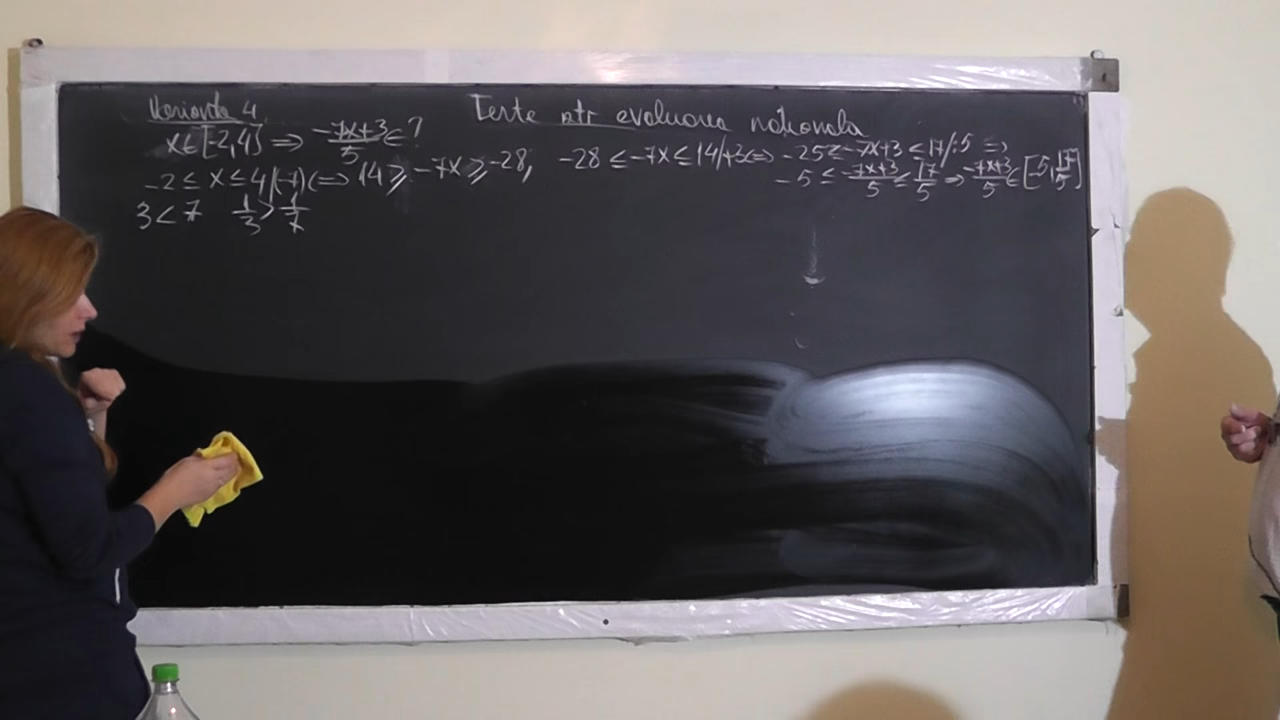 Varianta 4
Teste ptr evaluarea nationala
x∈[-2,4] ⇒ (-7x+3)/5 ∈ ?
-2 ≤ x ≤ 4 |·(-7) ⇔ 14 ≥ -7x ≥ -28, -28 ≤ -7x ≤ 14 |+3 ⇔ -25 ≤ -7x+3 ≤ 17 |:5 ⇒
-5 ≤ (-7x+3)/5 ≤ 17/5 ⇒ (-7x+3)/5 ∈ [-5, 17/5]
3 < 7 1/3 > 1/7